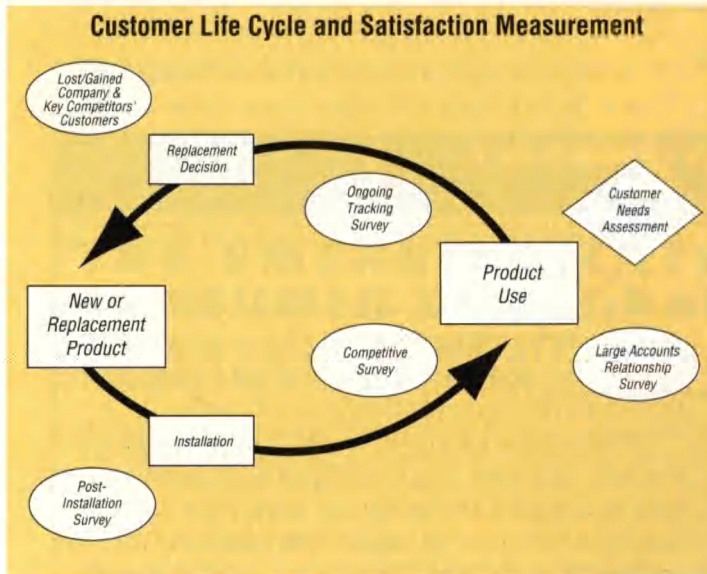 Customer Life Cycle and Satisfaction Measurement
Lost/Gained
Company &
Key Competitors'
Customers
Replacement
Decision
Ongoing
Tracking
Survey
Customer
Needs
Assessment
Product
Use
New or
Replacement
Product
Competitive
Survey
Large Accounts
Relationship
Survey
Installation
Post-
Installation
Survey